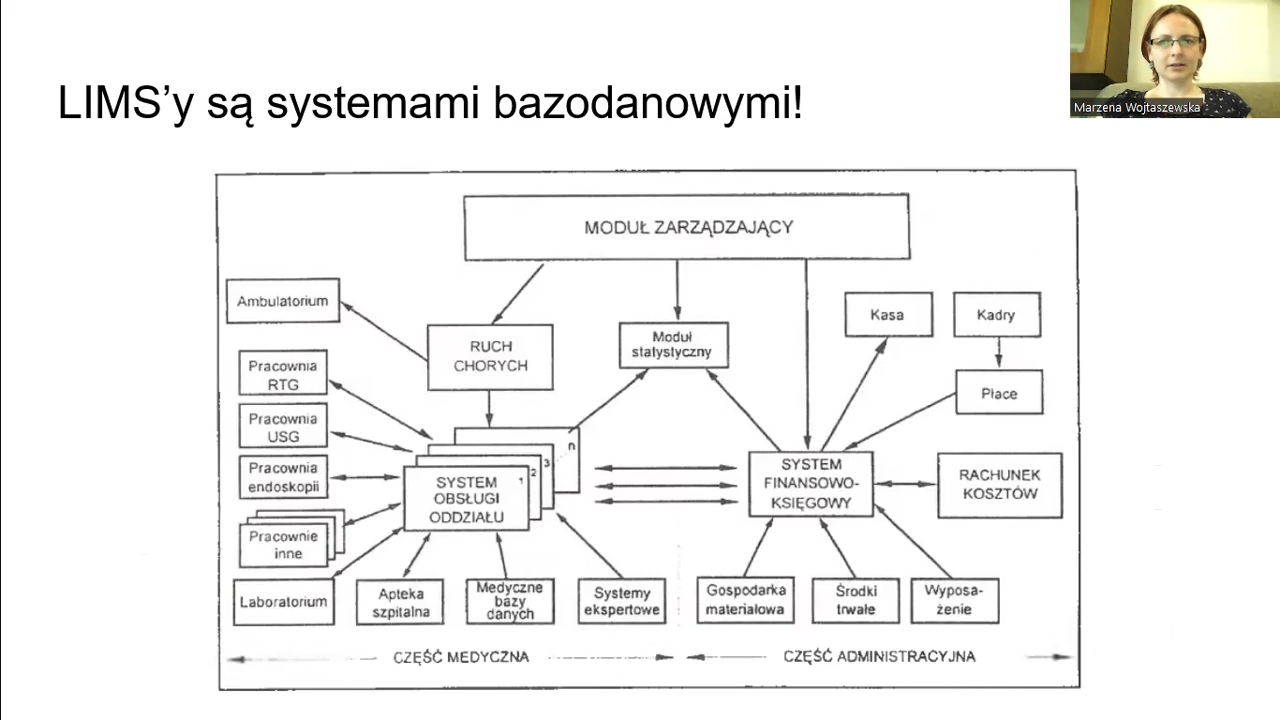 LIMS’y są systemami bazodanowymi!
Marzena Wojtaszewska
MODUŁ ZARZĄDZAJĄCY
Ambulatorium
RUCH
CHORYCH
Moduł
statystyczny
Kasa
Kadry
Płace
Pracownia
RTG
Pracownia
USG
Pracownia
endoskopii
Pracownie
inne
Laboratorium
n
3
2
1
SYSTEM
OBSŁUGI
ODDZIAŁU
SYSTEM
FINANSOWO-
KSIĘGOWY
RACHUNEK
KOSZTÓW
Apteka
szpitalna
Medyczne
bazy
danych
Systemy
ekspertowe
Gospodarka
materiałowa
Środki
trwałe
Wyposa-
żenie
CZĘŚĆ MEDYCZNA
CZĘŚĆ ADMINISTRACYJNA